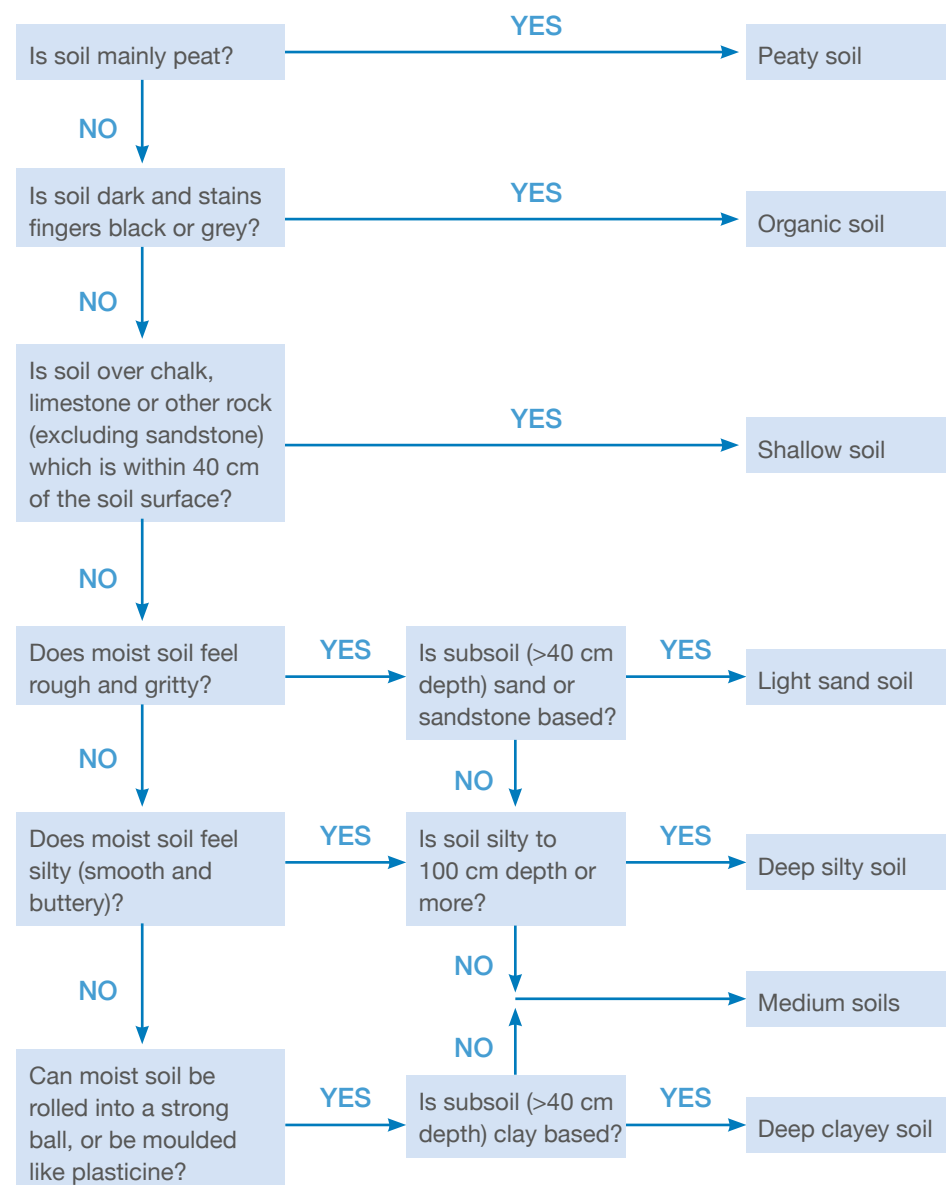 YES
Is soil mainly peat?
Peaty soil
NO
Is soil dark and stains
fingers black or grey?
YES
Organic soil
NO
Is soil over chalk,
limestone or other rock
(excluding sandstone)
which is within 40 cm
of the soil surface?
YES
Shallow soil
NO
Does moist soil feel
rough and gritty?
YES
Is subsoil (>40 cm
depth) sand or
sandstone based?
YES
Light sand soil
NO
NO
Does moist soil feel
silty (smooth and
buttery)?
YES
Is soil silty to
100 cm depth or
more?
YES
Deep silty soil
NO
NO
Medium soils
NO
Can moist soil be
rolled into a strong
ball, or be moulded
like plasticine?
YES
Is subsoil (>40 cm
depth) clay based?
YES
Deep clayey soil